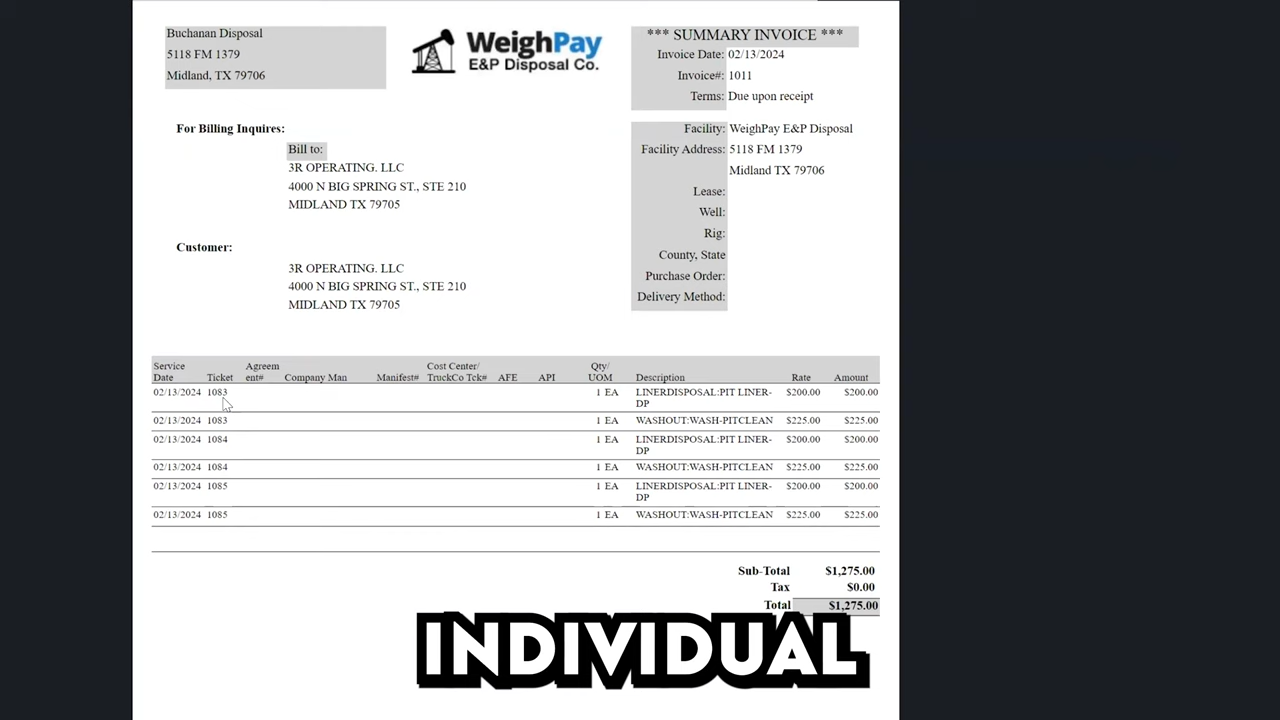 Buchanan Disposal
5118 FM 1379
Midland, TX 79706
WeighPay
E&P Disposal Co.
*** SUMMARY INVOICE ***
Invoice Date: 02/13/2024
Invoice#: 1011
Terms: Due upon receipt
For Billing Inquires:
Bill to:
3R OPERATING. LLC
4000 N BIG SPRING ST., STE 210
MIDLAND TX 79705
Facility: WeighPay E&P Disposal
Facility Address: 5118 FM 1379
Midland TX 79706
Lease:
Well:
Rig:
County, State
Purchase Order:
Delivery Method:
Customer:
3R OPERATING. LLC
4000 N BIG SPRING ST., STE 210
MIDLAND TX 79705
Service Agreem Cost Center/ Qty/
Date Ticket ent# Company Man Manifest# TruckCo Tck# AFE API UOM Description Rate Amount
02/13/2024 1083 1 EA LINERDISPOSAL:PIT LINER- $200.00 $200.00
DP
02/13/2024 1083 1 EA WASHOUT:WASH-PITCLEAN $225.00 $225.00
02/13/2024 1084 1 EA LINERDISPOSAL:PIT LINER- $200.00 $200.00
DP
02/13/2024 1084 1 EA WASHOUT:WASH-PITCLEAN $225.00 $225.00
02/13/2024 1085 1 EA LINERDISPOSAL:PIT LINER- $200.00 $200.00
DP
02/13/2024 1085 1 EA WASHOUT:WASH-PITCLEAN $225.00 $225.00
Sub-Total $1,275.00
Tax $0.00
Total $1,275.00
INDIVIDUAL